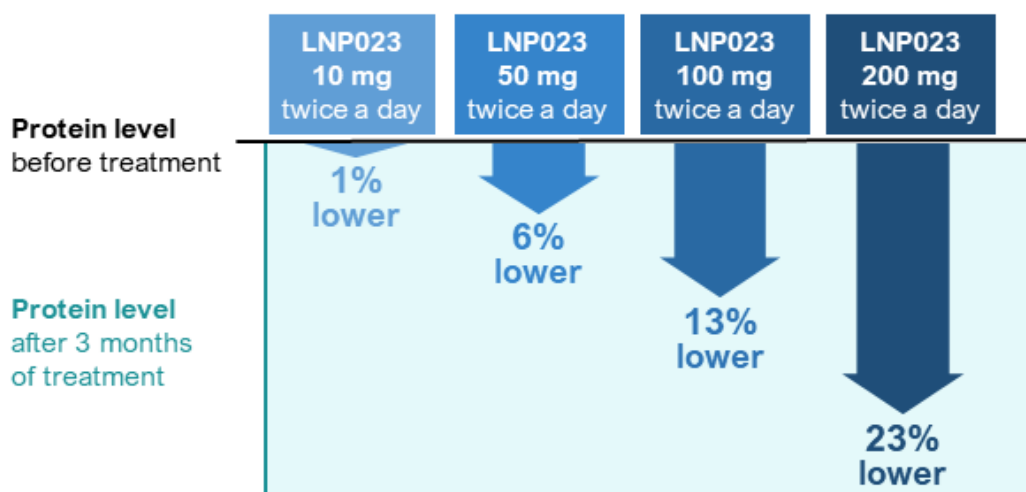 LNP023
10 mg
twice a day
LNP023
50 mg
twice a day
LNP023
100 mg
twice a day
LNP023
200 mg
twice a day
Protein level
before treatment
1%
lower
6%
lower
Protein level
after 3 months
of treatment
13%
lower
23%
lower